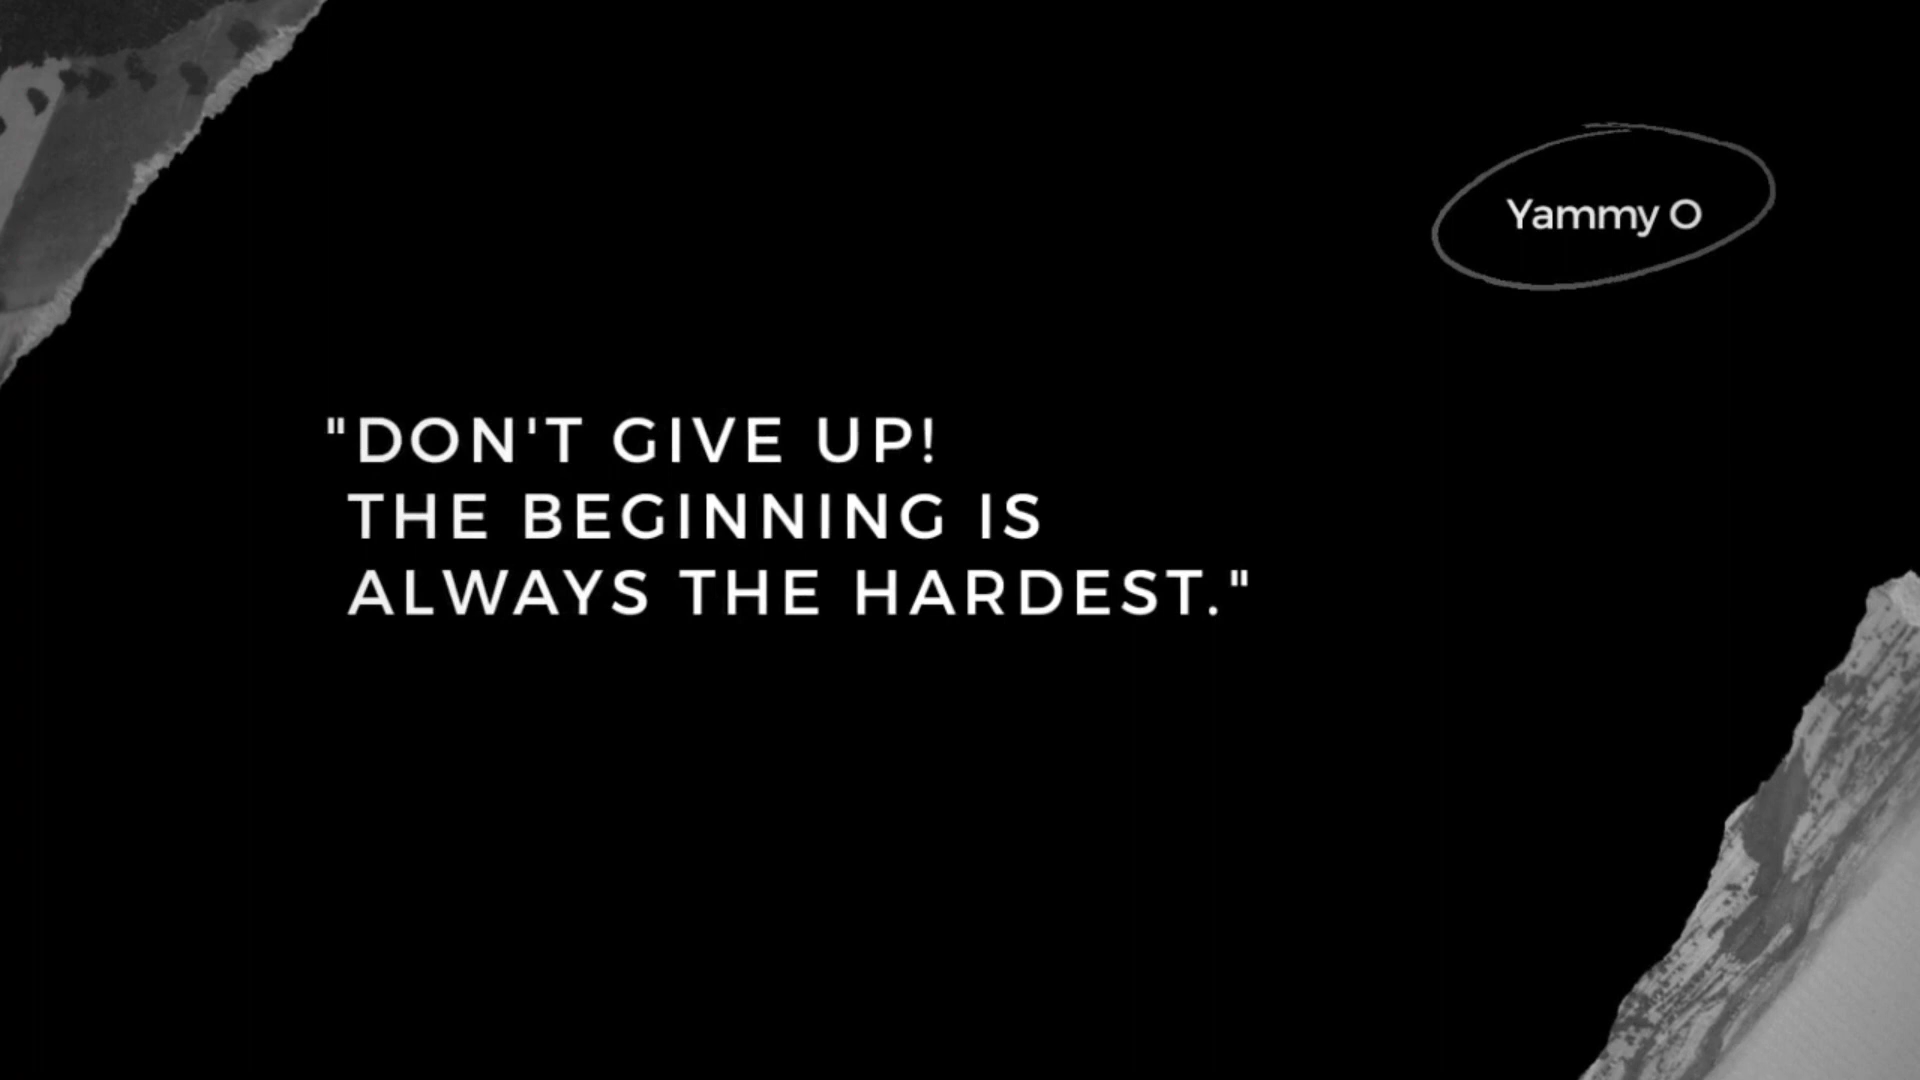 Yammy O
"DON'T GIVE UP!
THE BEGINNING IS
ALWAYS THE HARDEST."